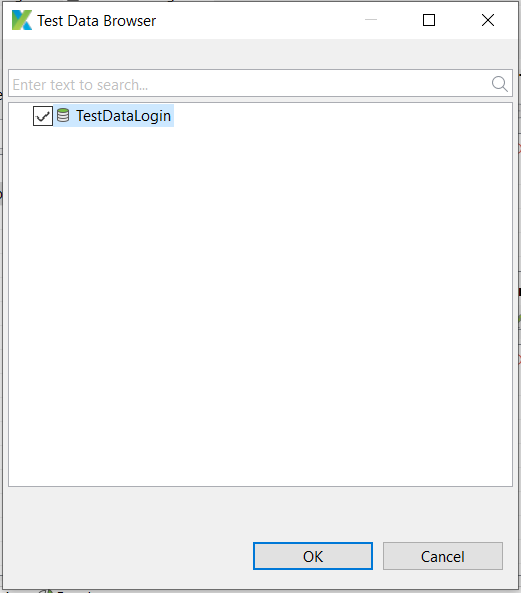 Test Data Browser
Enter text to search...
TestDataLogin
OK
Cancel